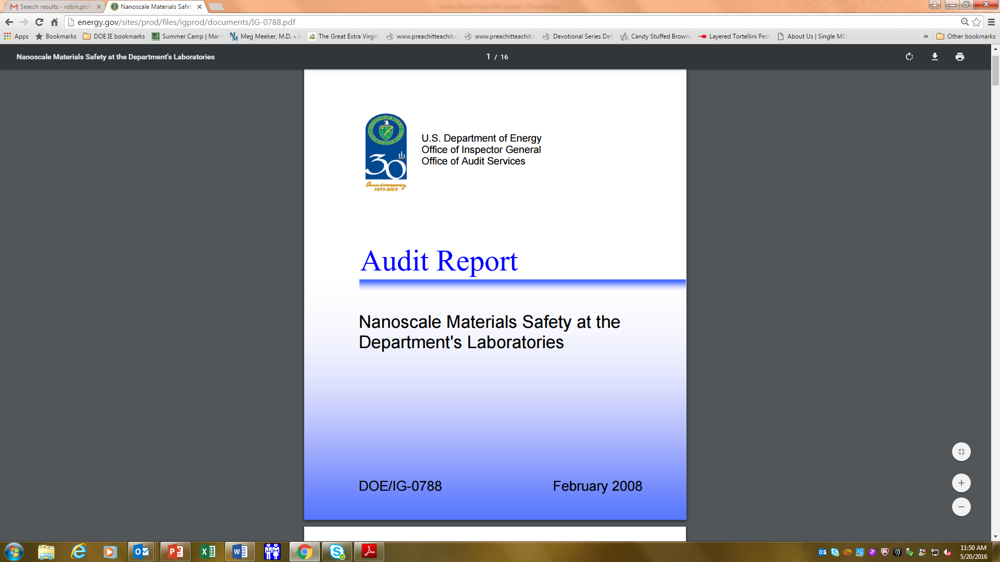 Search results - robin.pick
Nanoscale Materials Safet
energy.gov/sites/prod/files/igprod/documents/IG-0788.pdf
Apps
Bookmarks
DOE IE bookmarks
Summer Camp | Mar-
Meg Meeker, M.D. »
The Great Extra Virgin
www.preachitteachit.c
www.preachitteachit.c
Devotional Series Det
Candy Stuffed Browni
Layered Tortellini Pest
About Us | Single MO
»
Other bookmarks
Nanoscale Materials Safety at the Department's Laboratories
1 / 16
30th
Anniversary
1977-2007
U.S. Department of Energy
Office of Inspector General
Office of Audit Services
Audit Report
Nanoscale Materials Safety at the
Department's Laboratories
DOE/IG-0788
February 2008
11:50 AM
5/20/2016